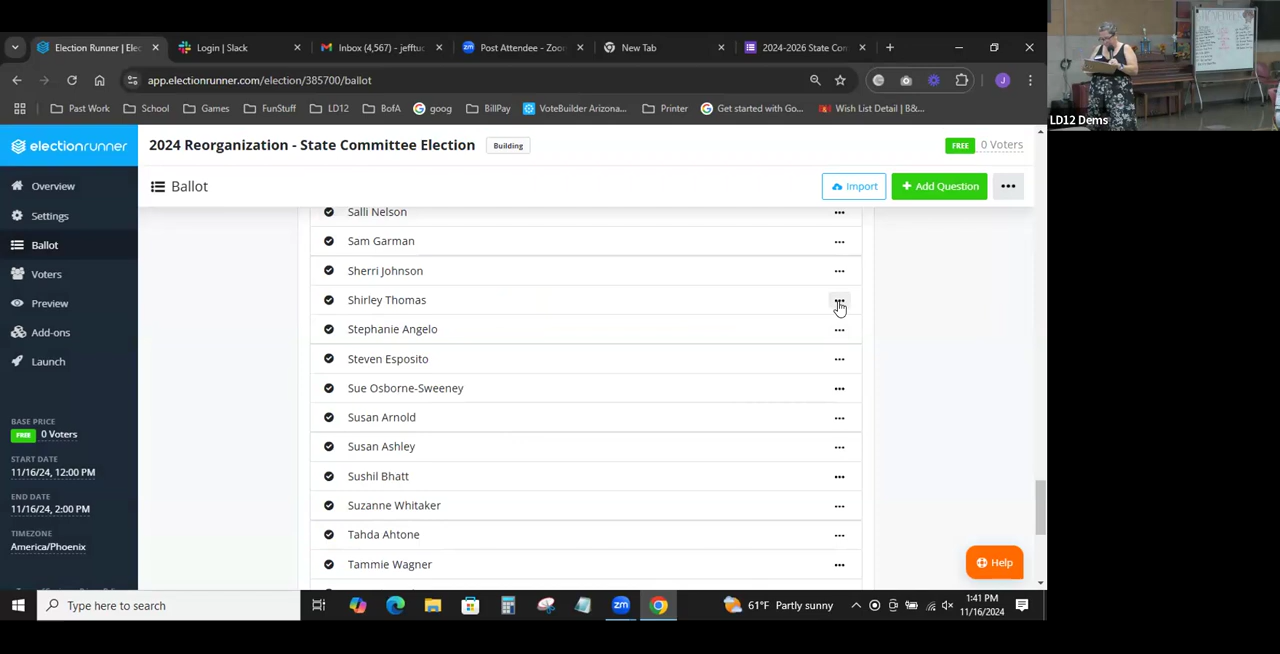 Election Runner | Elec
Login | Slack
Inbox (4,567) - jefftuc
Post Attendee - Zoo
New Tab
2024-2026 State Com
app.electionrunner.com/election/385700/ballot
Past Work
School
Games
FunStuff
LD12
BofA
goog
BillPay
VoteBuilder Arizona...
Printer
Get started with Go...
Wish List Detail | B&...
LD12 Dems
electionrunner
2024 Reorganization - State Committee Election
Building
FREE
0 Voters
Ballot
Import
+ Add Question
Overview
Settings
Ballot
Voters
Preview
Add-ons
Launch
BASE PRICE
FREE 0 Voters
START DATE
11/16/24, 12:00 PM
END DATE
11/16/24, 2:00 PM
TIMEZONE
America/Phoenix
Salli Nelson
Sam Garman
Sherri Johnson
Shirley Thomas
Stephanie Angelo
Steven Esposito
Sue Osborne-Sweeney
Susan Arnold
Susan Ashley
Sushil Bhatt
Suzanne Whitaker
Tahda Ahtone
Tammie Wagner
Help
Type here to search
zm
61°F Partly sunny
1:41 PM
11/16/2024